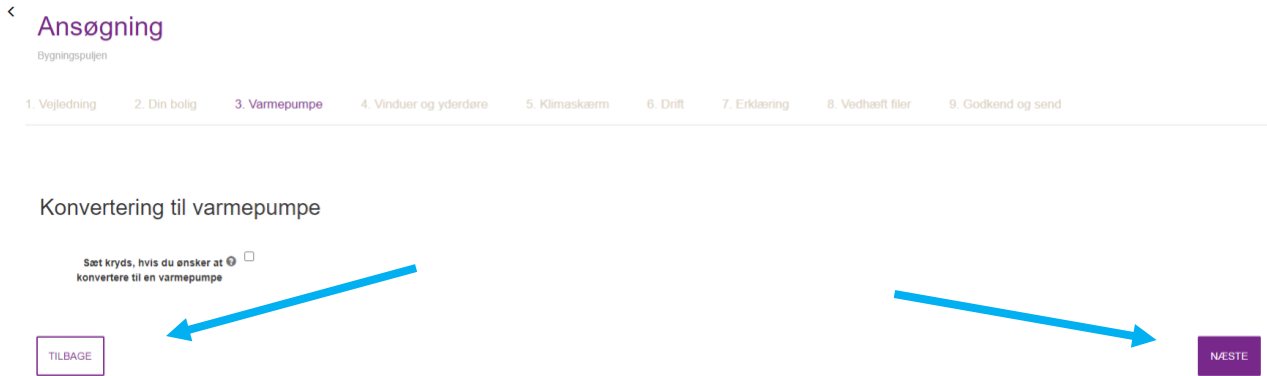 Ansøgning
Bygningspuljen
1. Vejledning 2. Din bolig 3. Varmepumpe 4. Vinduer og yderdøre 5. Klimaskærm 6. Drift 7. Erklæring 8. Vedhæft filer 9. Godkend og send
Konvertering til varmepumpe
Sæt kryds, hvis du ønsker at
konvertere til en varmepumpe
TILBAGE
NÆSTE